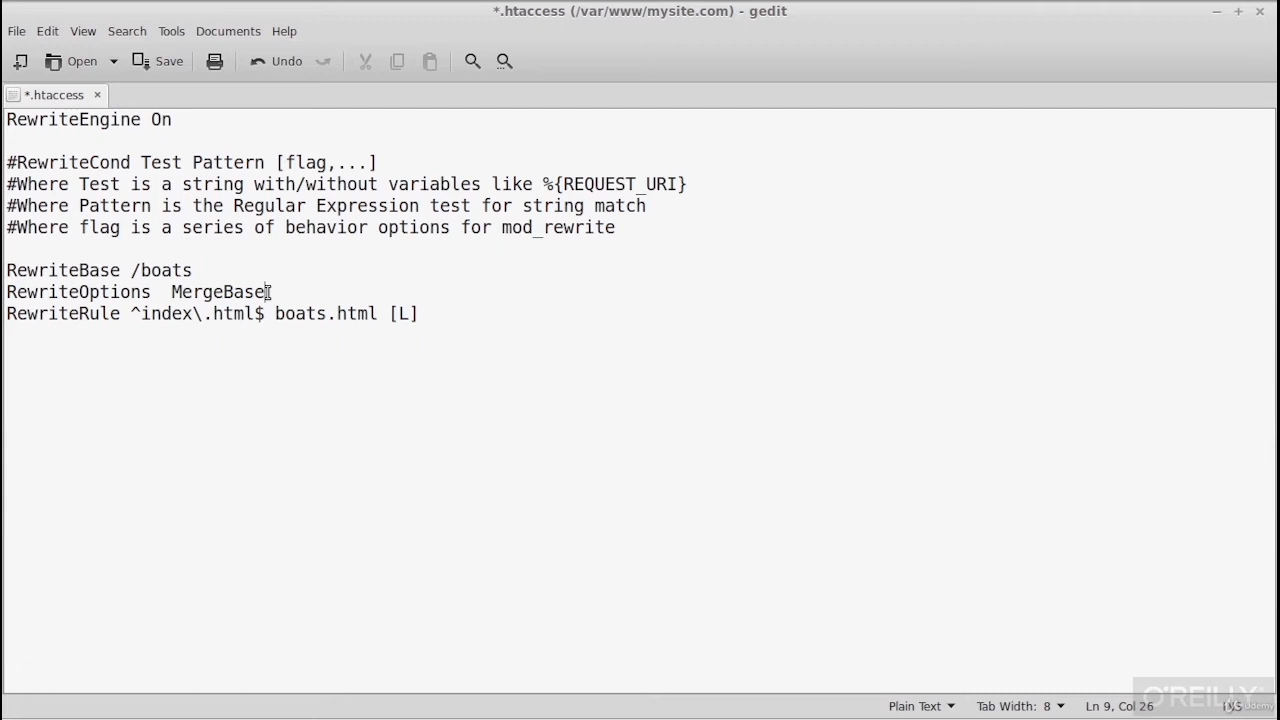 *.htaccess (/var/www/mysite.com) - gedit
File Edit View Search Tools Documents Help
Open Save Undo
*.htaccess
RewriteEngine On
#RewriteCond Test Pattern [flag,...]
#Where Test is a string with/without variables like %{REQUEST_URI}
#Where Pattern is the Regular Expression test for string match
#Where flag is a series of behavior options for mod_rewrite
RewriteBase /boats
RewriteOptions  MergeBase
RewriteRule ^index\.html$ boats.html [L]
Plain Text Tab Width: 8 Ln 9, Col 26
O'REILLY
Udemy